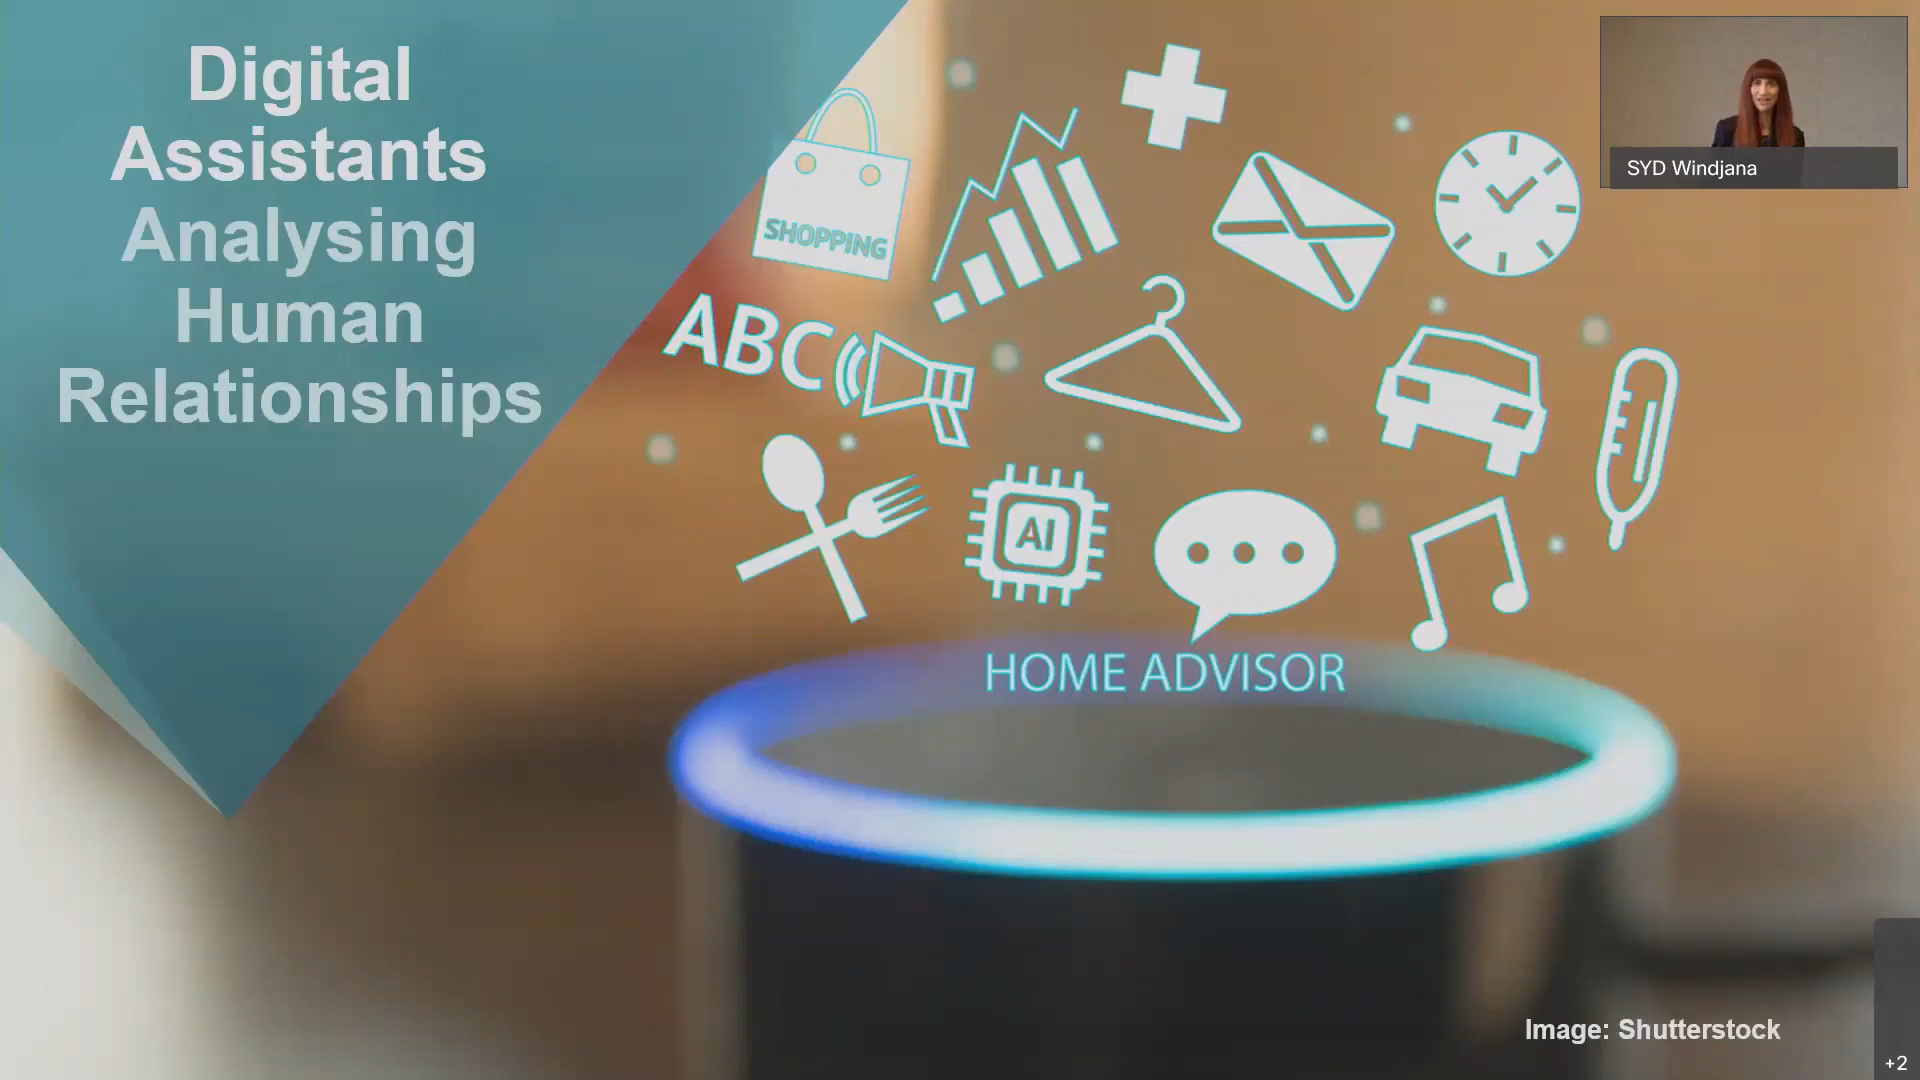 Digital
Assistants
Analysing
Human
Relationships
SHOPPING
ABC
AI
HOME ADVISOR
SYD Windjana
Image: Shutterstock
+2